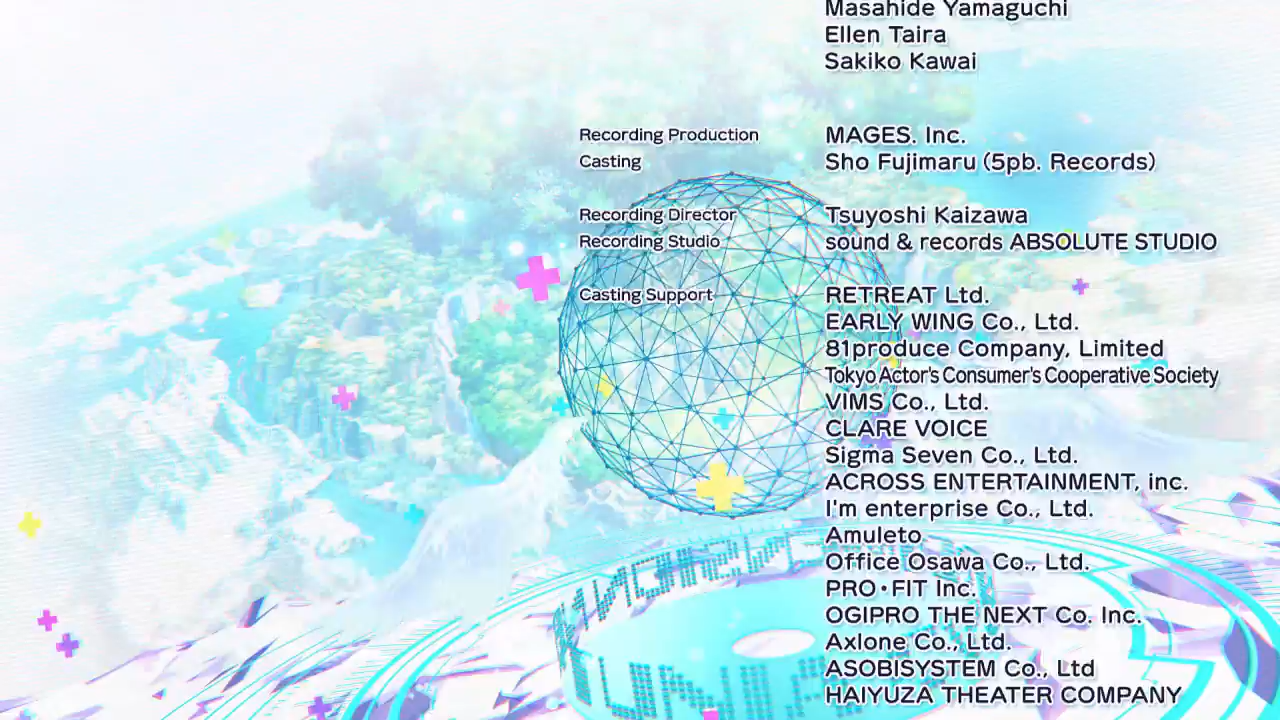 Masahide Yamaguchi
Ellen Taira
Sakiko Kawai
Recording Production MAGES. Inc.
Casting Sho Fujimaru (5pb. Records)
Recording Director Tsuyoshi Kaizawa
Recording Studio sound & records ABSOLUTE STUDIO
Casting Support RETREAT Ltd.
EARLY WING Co., Ltd.
81produce Company, Limited
Tokyo Actor's Consumer's Cooperative Society
VIMS Co., Ltd.
CLARE VOICE
Sigma Seven Co., Ltd.
ACROSS ENTERTAINMENT, inc.
I'm enterprise Co., Ltd.
Amuleto
Office Osawa Co., Ltd.
PRO・FIT Inc.
OGIPRO THE NEXT Co. Inc.
Axlone Co., Ltd.
ASOBISYSTEM Co., Ltd
HAIYUZA THEATER COMPANY